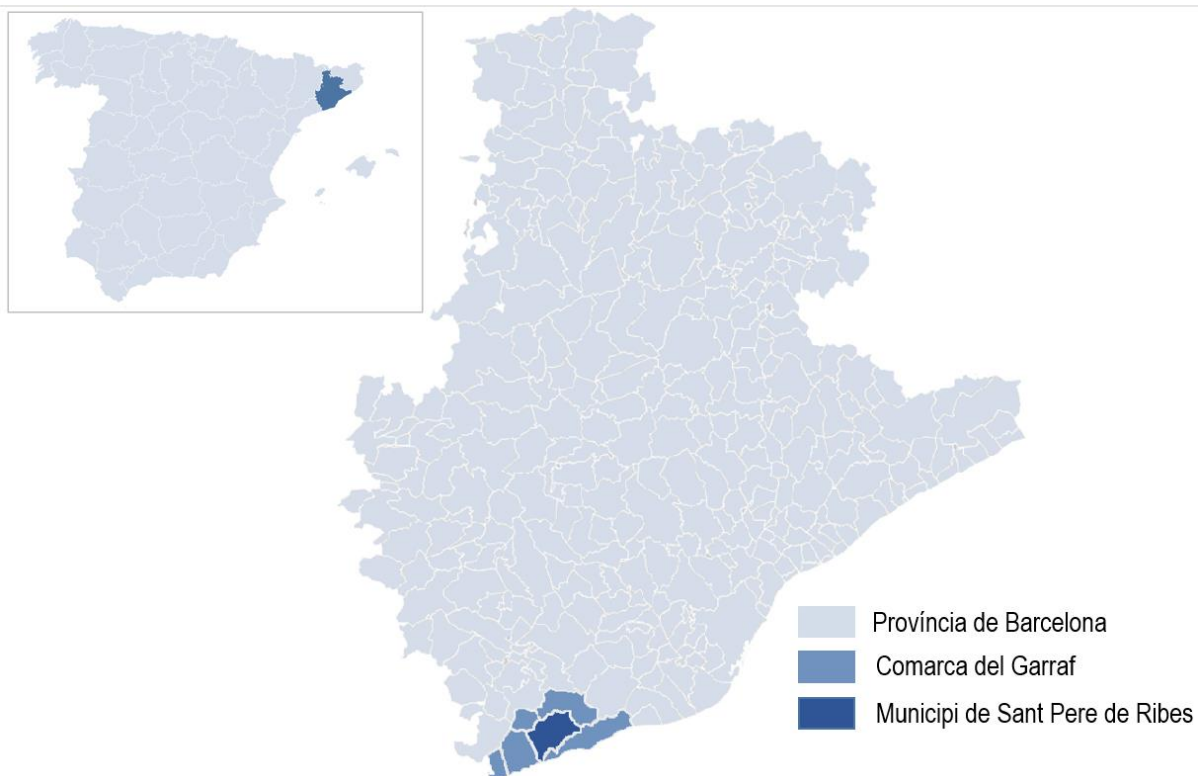 Província de Barcelona
Comarca del Garraf
Municipi de Sant Pere de Ribes